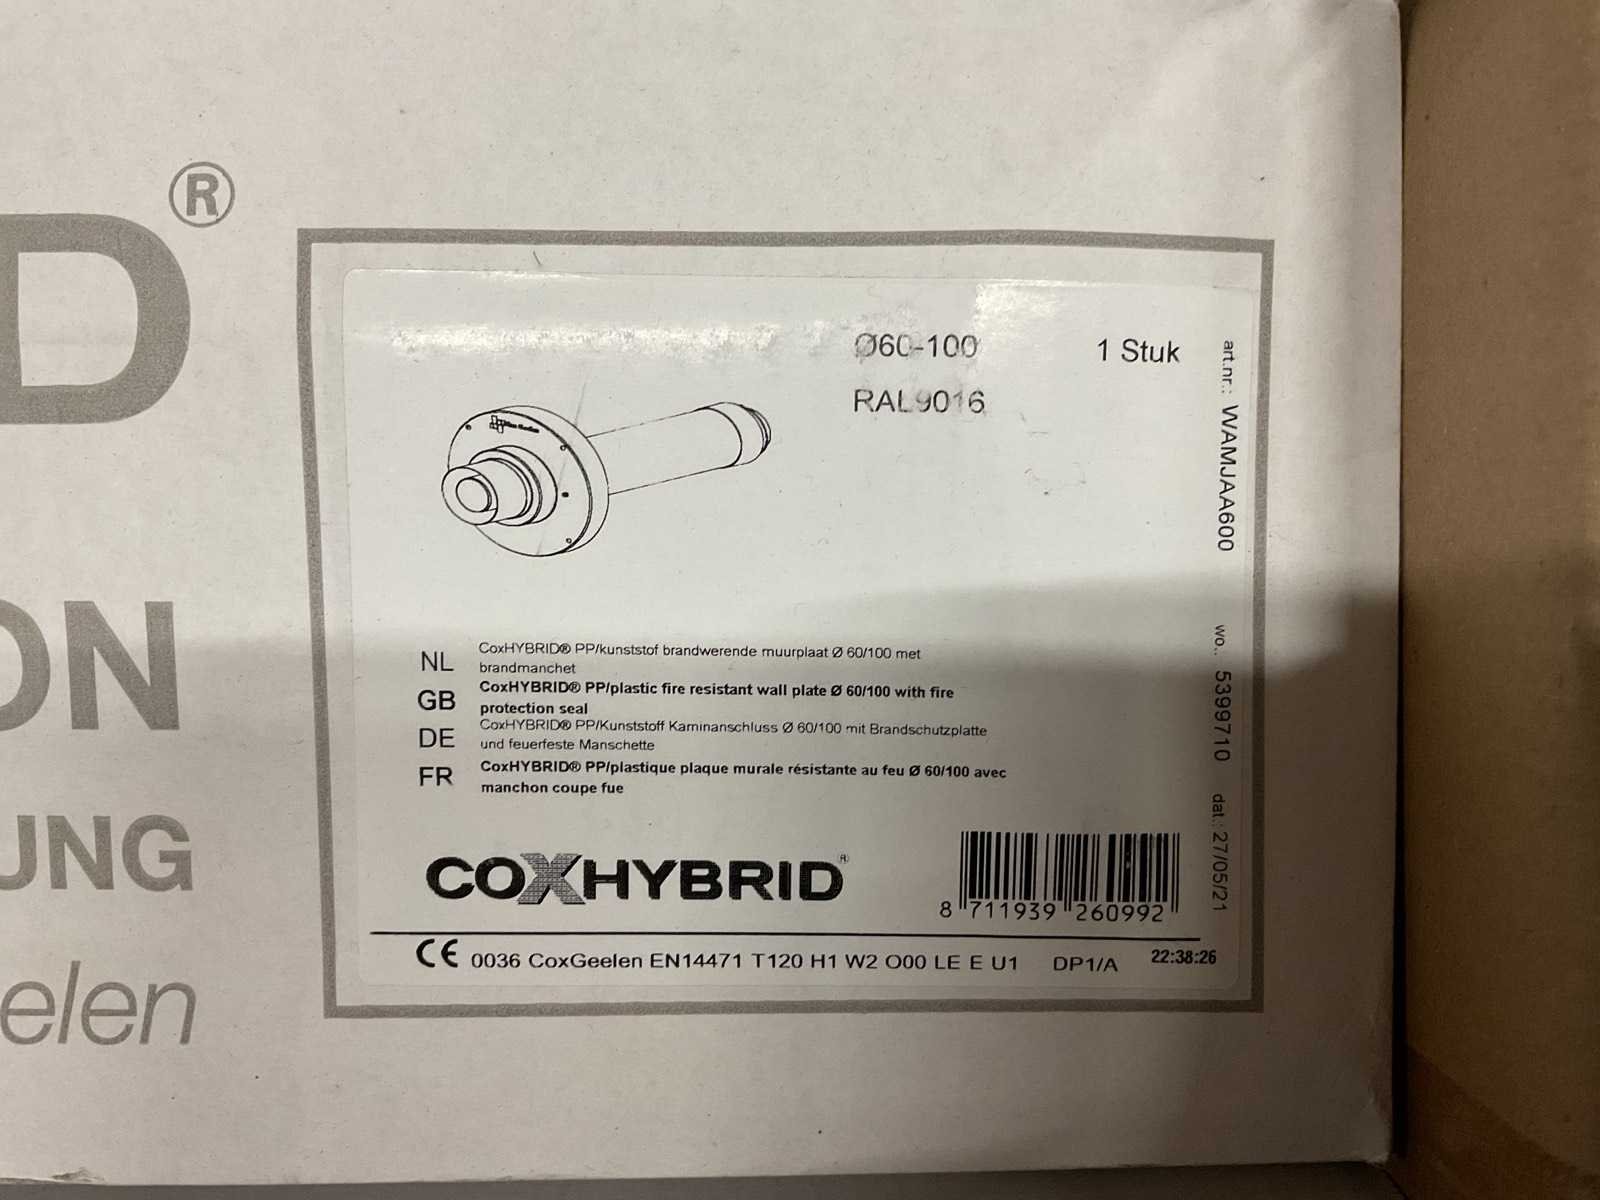 ®
D
ON
UNG
elen
Ø60-100
1 Stuk
RAL9016
art.nr.: WAMJAA600
wo.. 5399710
dat.: 27/05/21
NL CoxHYBRID® PP/kunststof brandwerende muurplaat Ø 60/100 met
brandmanchet
GB CoxHYBRID® PP/plastic fire resistant wall plate Ø 60/100 with fire
protection seal
DE CoxHYBRID® PP/Kunststoff Kaminanschluss Ø 60/100 mit Brandschutzplatte
und feuerfeste Manschette
FR CoxHYBRID® PP/plastique plaque murale résistante au feu Ø 60/100 avec
manchon coupe fue
COXHYBRID®
8 711939 260992
CE 0036 CoxGeelen EN14471 T120 H1 W2 O00 LE E U1 DP1/A 22:38:26